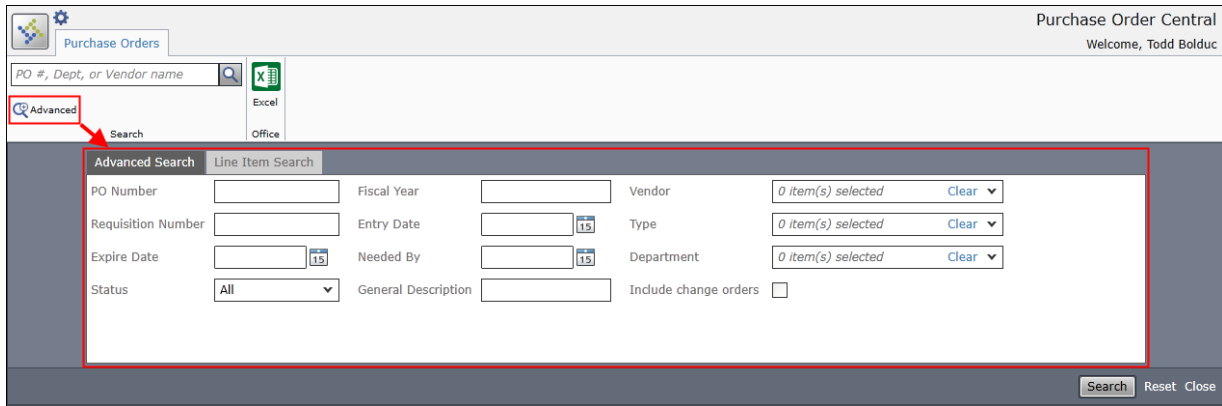 Purchase Order Central
Purchase Orders
Welcome, Todd Bolduc
PO #, Dept, or Vendor name
Advanced
Excel
Search
Office
Advanced Search Line Item Search
PO Number Fiscal Year Vendor 0 item(s) selected Clear
Requisition Number Entry Date 15 Type 0 item(s) selected Clear
Expire Date 15 Needed By 15 Department 0 item(s) selected Clear
Status All General Description Include change orders
Search Reset Close